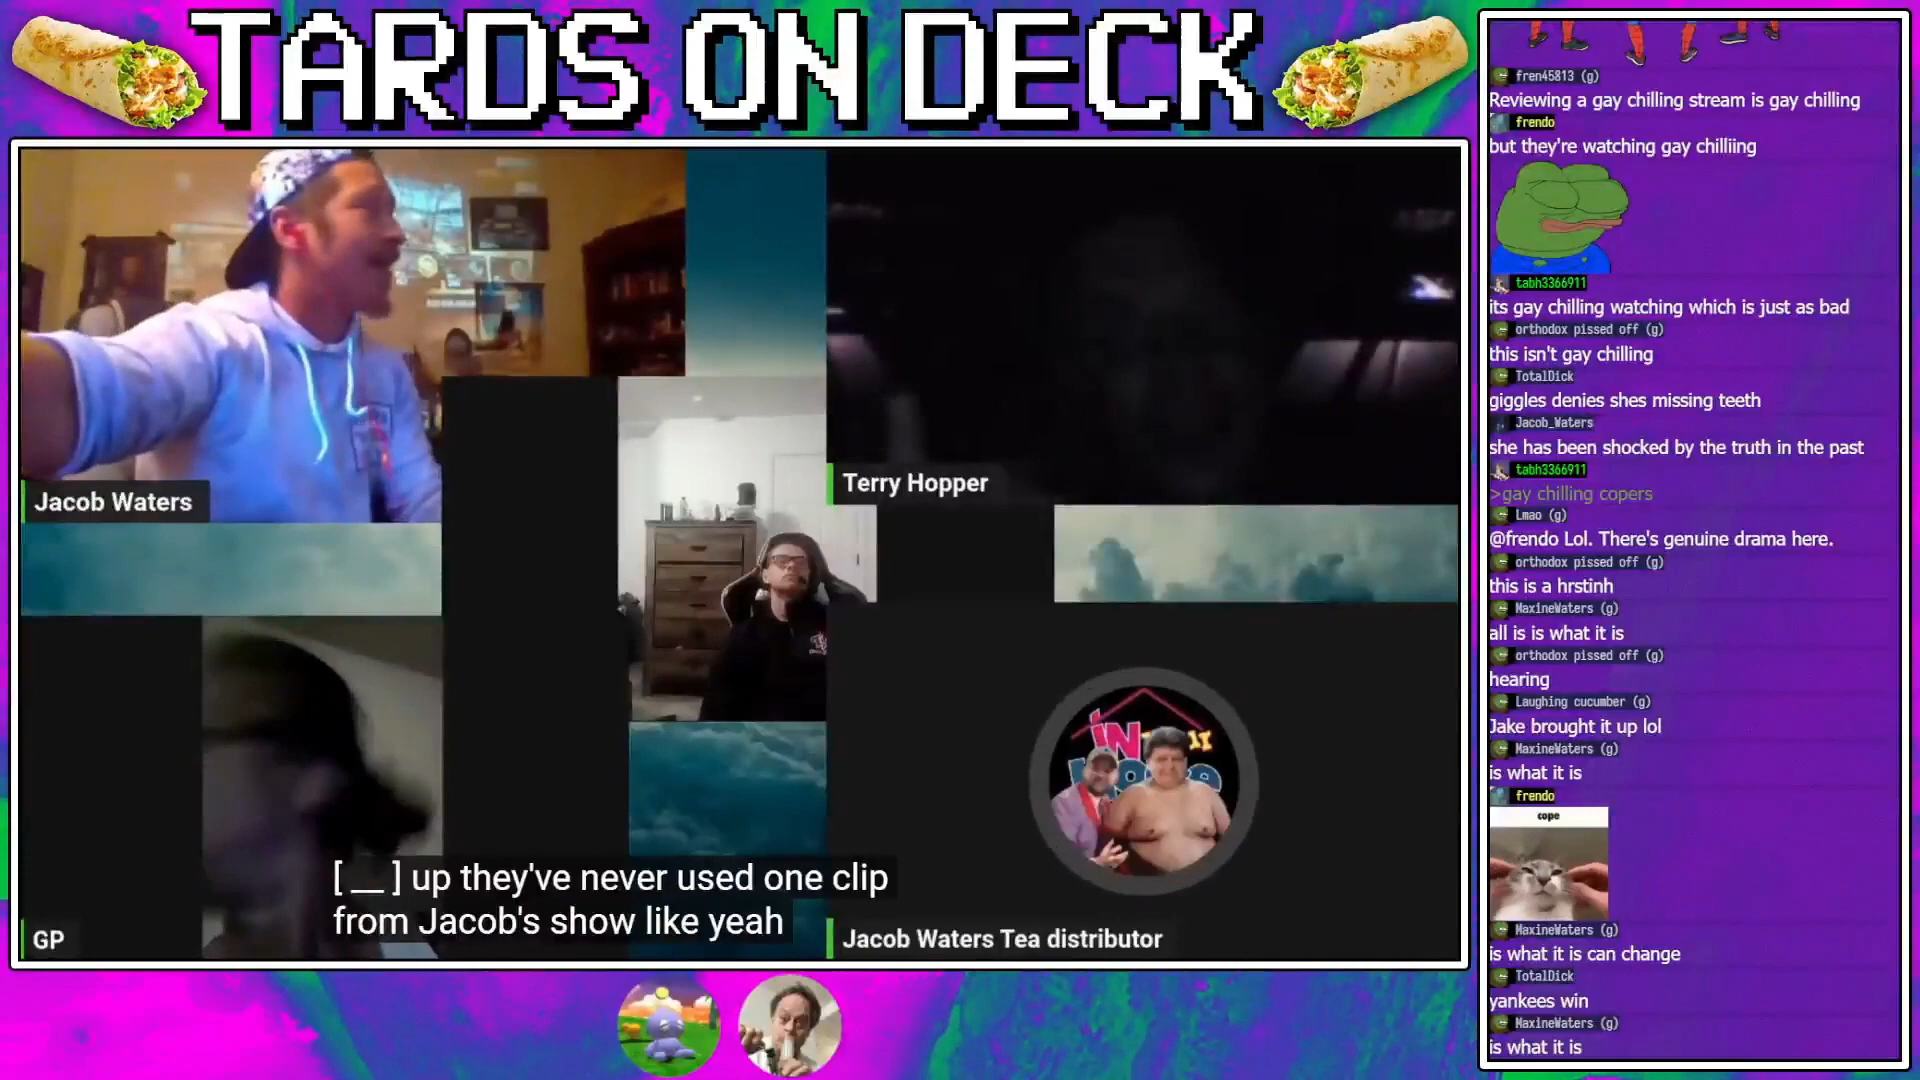 TARDS ON DECK
Jacob Waters
Terry Hopper
GP
Jacob Waters Tea distributor
IN
[ __ ] up they've never used one clip
from Jacob's show like yeah
fren45813 (g)
Reviewing a gay chilling stream is gay chilling
frendo
but they're watching gay chilliing
tabh3366911
its gay chilling watching which is just as bad
orthodox pissed off (g)
this isn't gay chilling
TotalDick
giggles denies shes missing teeth
Jacob_Waters
she has been shocked by the truth in the past
tabh3366911
>gay chilling copers
Lmao (g)
@frendo Lol. There's genuine drama here.
orthodox pissed off (g)
this is a hrstinh
MaxineWaters (g)
all is is what it is
orthodox pissed off (g)
hearing
Laughing cucumber (g)
Jake brought it up lol
MaxineWaters (g)
is what it is
frendo
cope
MaxineWaters (g)
is what it is can change
TotalDick
yankees win
MaxineWaters (g)
is what it is